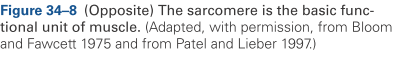 Figure 34–8 (Opposite) The sarcomere is the basic func-
tional unit of muscle. (Adapted, with permission, from Bloom
and Fawcett 1975 and from Patel and Lieber 1997.)